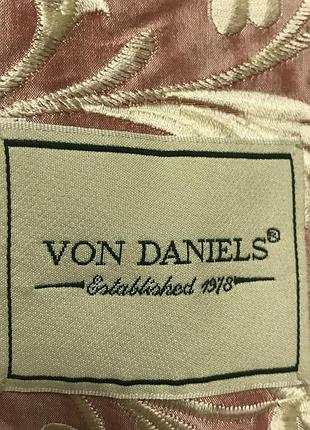 VON DANIELS®
Established 1978